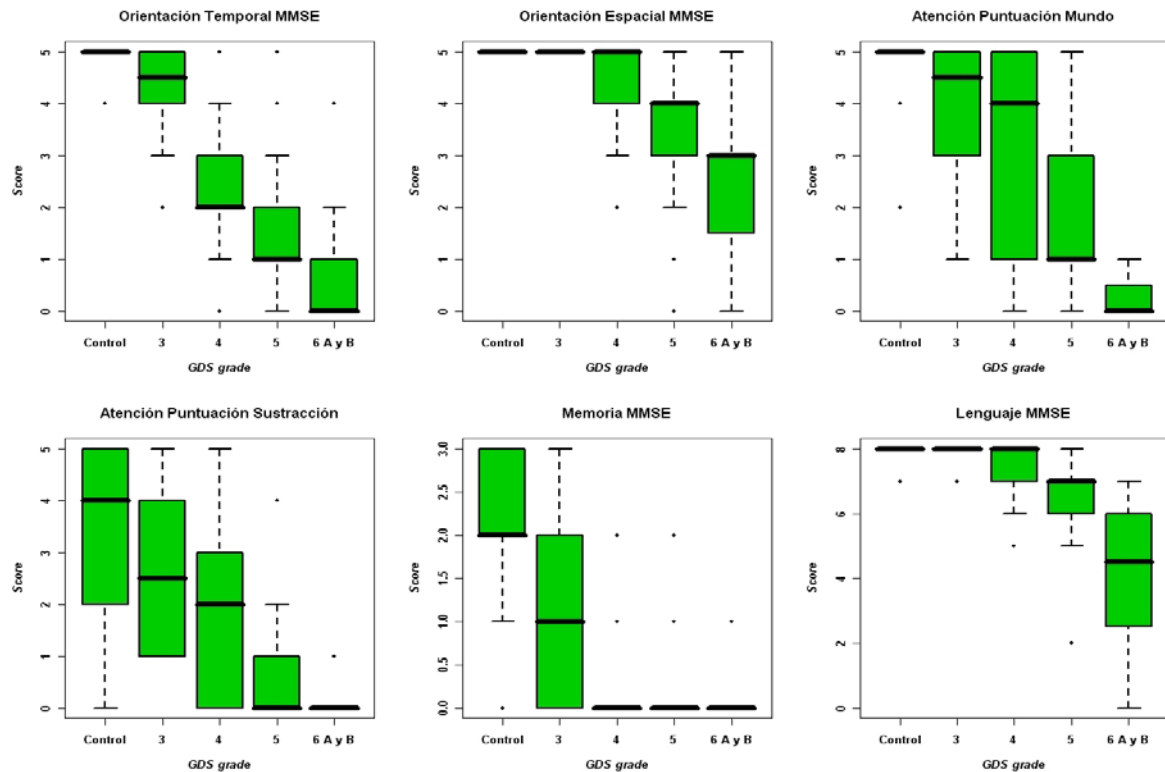 Orientación Temporal MMSE
Score
5
4
3
2
1
0
Control 3 4 5 6 A y B
GDS grade
Orientación Espacial MMSE
Score
5
4
3
2
1
0
Control 3 4 5 6 A y B
GDS grade
Atención Puntuación Mundo
Score
5
4
3
2
1
0
Control 3 4 5 6 A y B
GDS grade
Atención Puntuación Sustracción
Score
5
4
3
2
1
0
Control 3 4 5 6 A y B
GDS grade
Memoria MMSE
Score
3.0
2.5
2.0
1.5
1.0
0.5
0.0
Control 3 4 5 6 A y B
GDS grade
Lenguaje MMSE
Score
8
6
4
2
0
Control 3 4 5 6 A y B
GDS grade